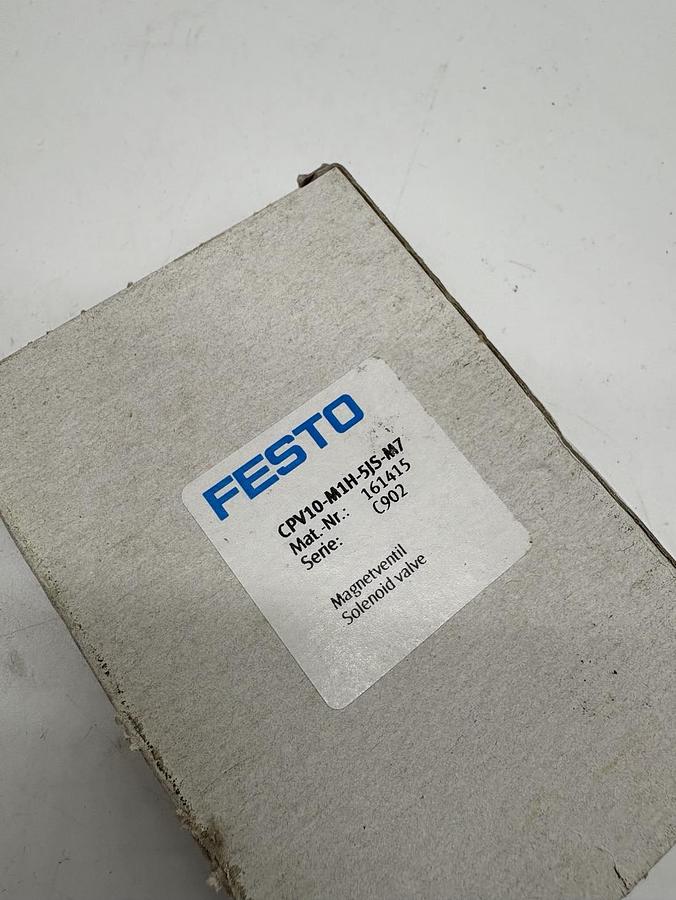 FESTO
CPV10-M1H-5JS-M7
Mat.-Nr.: 161415
Serie: C902
Magnetventil
Solenoid valve